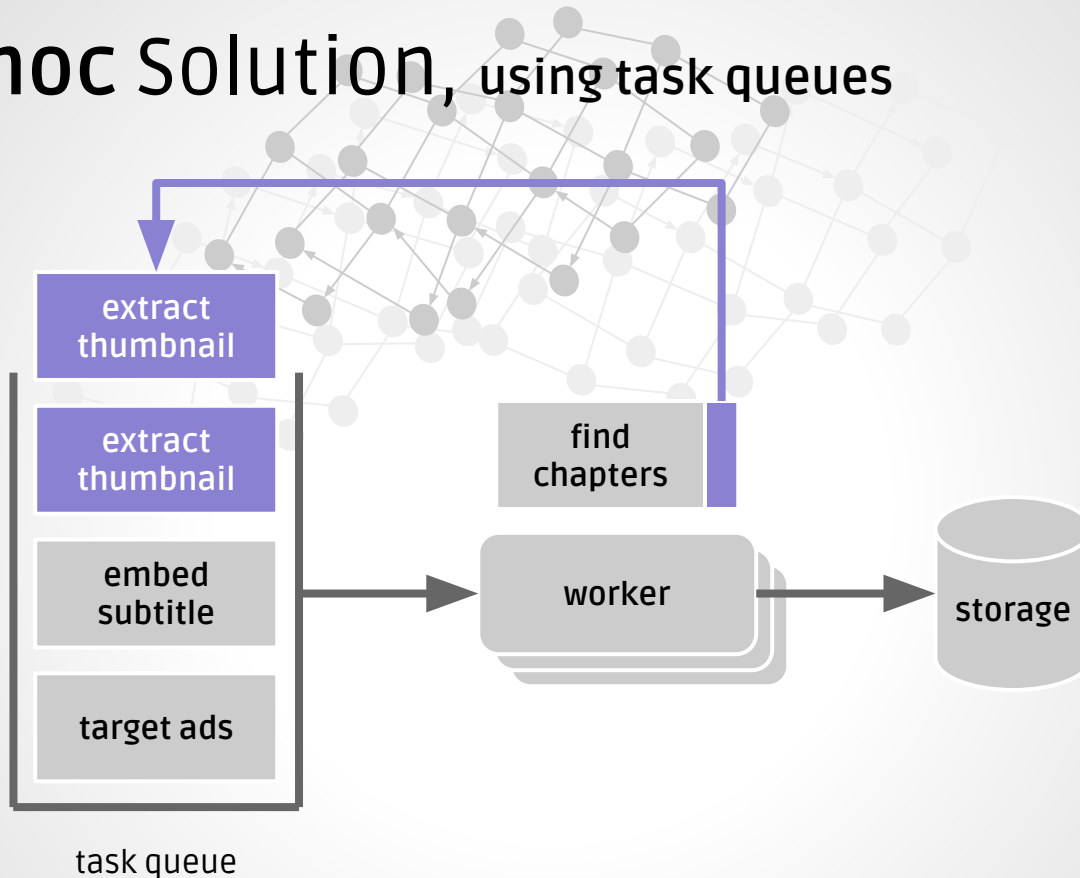 hoc Solution, using task queues
extract
thumbnail
extract
thumbnail
find
chapters
embed
subtitle
worker
storage
target ads
task queue